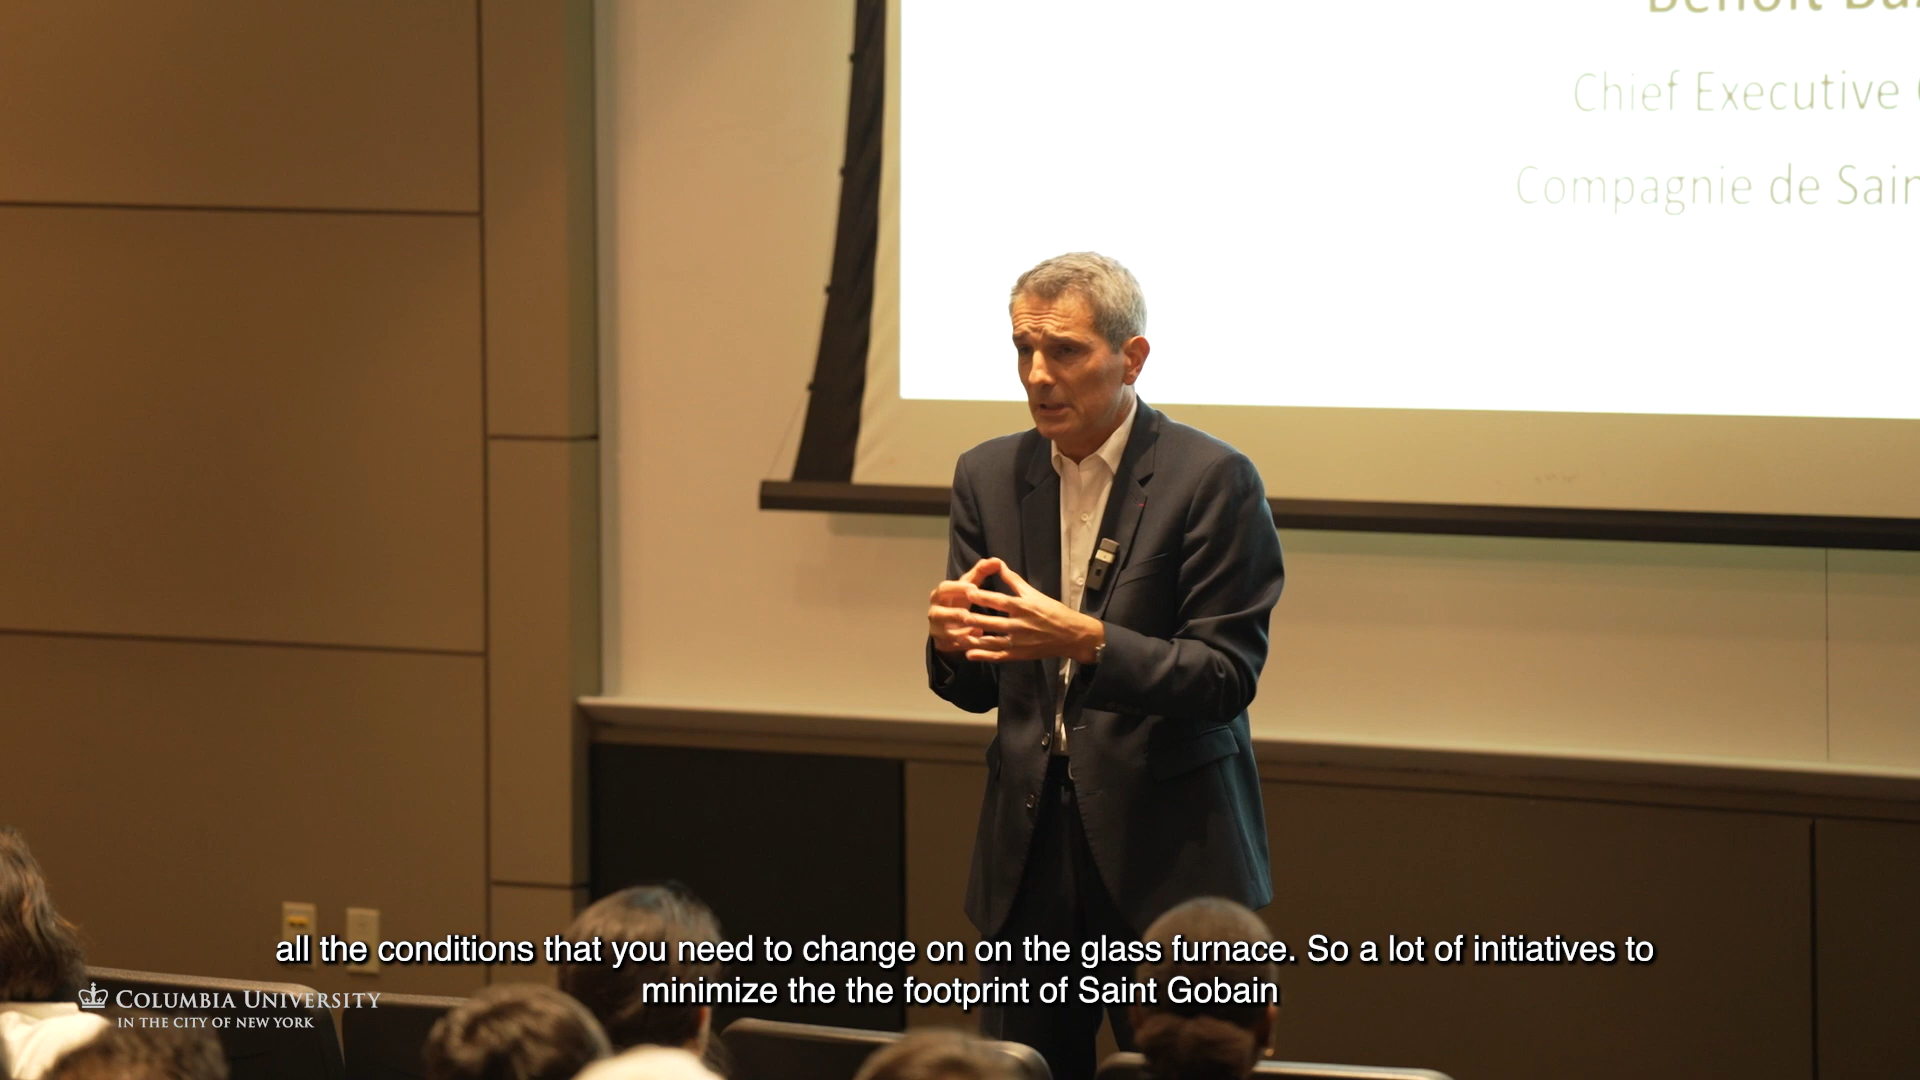 Benoît
Chief Executive
Compagnie de
all the conditions that you need to change on on the glass furnace. So a lot of initiatives to
minimize the the footprint of Saint Gobain
COLUMBIA UNIVERSITY
IN THE CITY OF NEW YORK